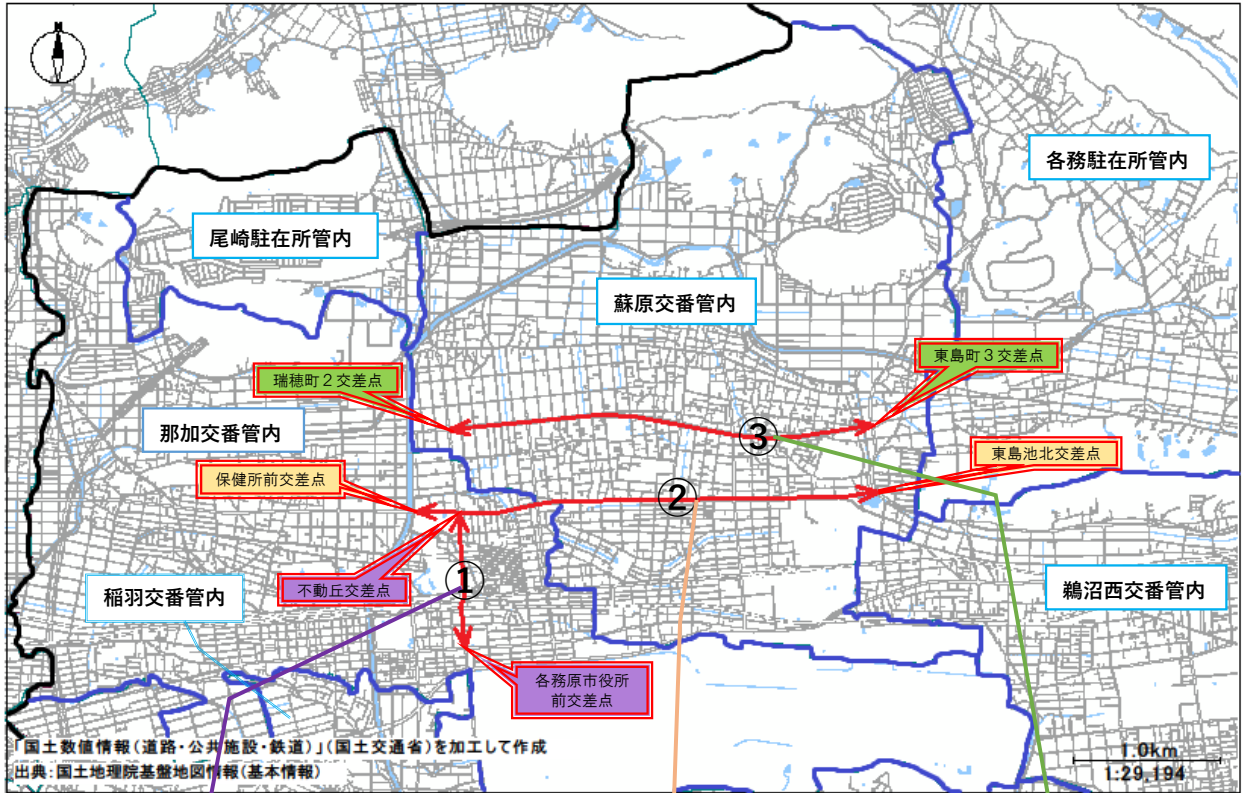 各務駐在所管内
尾崎駐在所管内
蘇原交番管内
東島町3交差点
瑞穂町2交差点
那加交番管内
③
東島池北交差点
保健所前交差点
②
不動丘交差点
①
稲羽交番管内
鵜沼西交番管内
各務原市役所
前交差点
「国土数値情報(道路・公共施設・鉄道)」(国土交通省)を加工して作成
出典:国土地理院基盤地図情報(基本情報)
1.0km
1:29,194